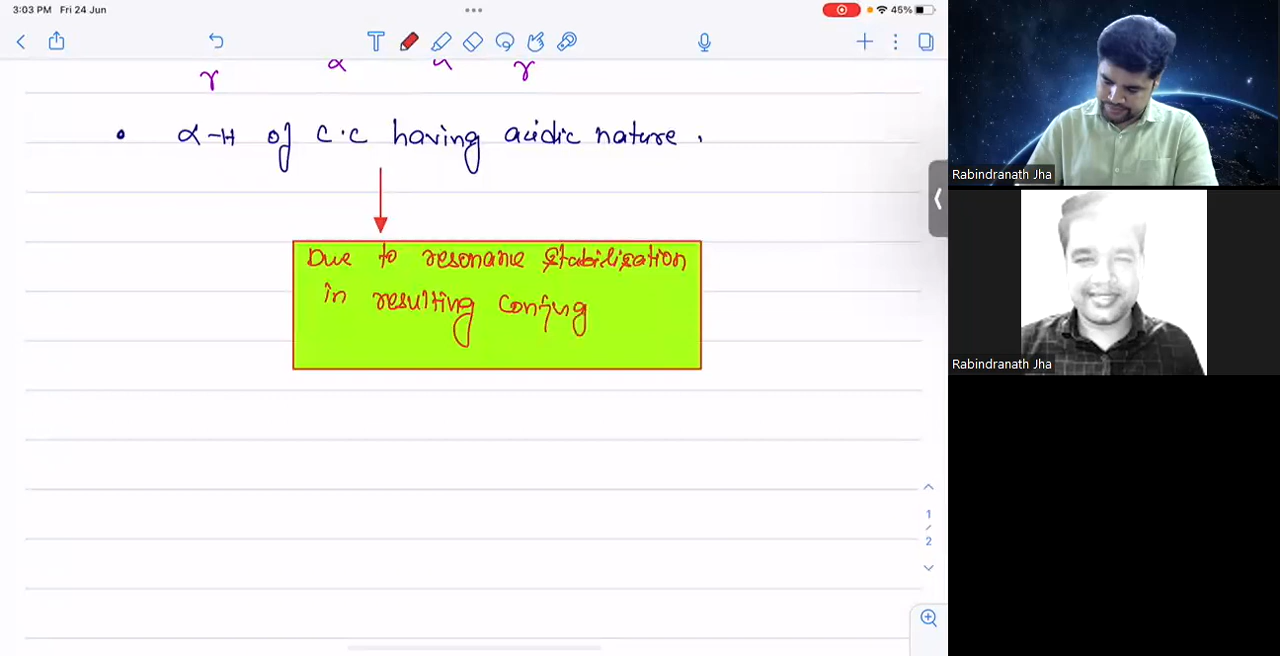 3:03 PM Fri 24 Jun
45%
T
γ α α γ
• α-H of C.C having acidic nature.
Due to resonance stabilization
in resulting conjug
1
2
Rabindranath Jha
Rabindranath Jha